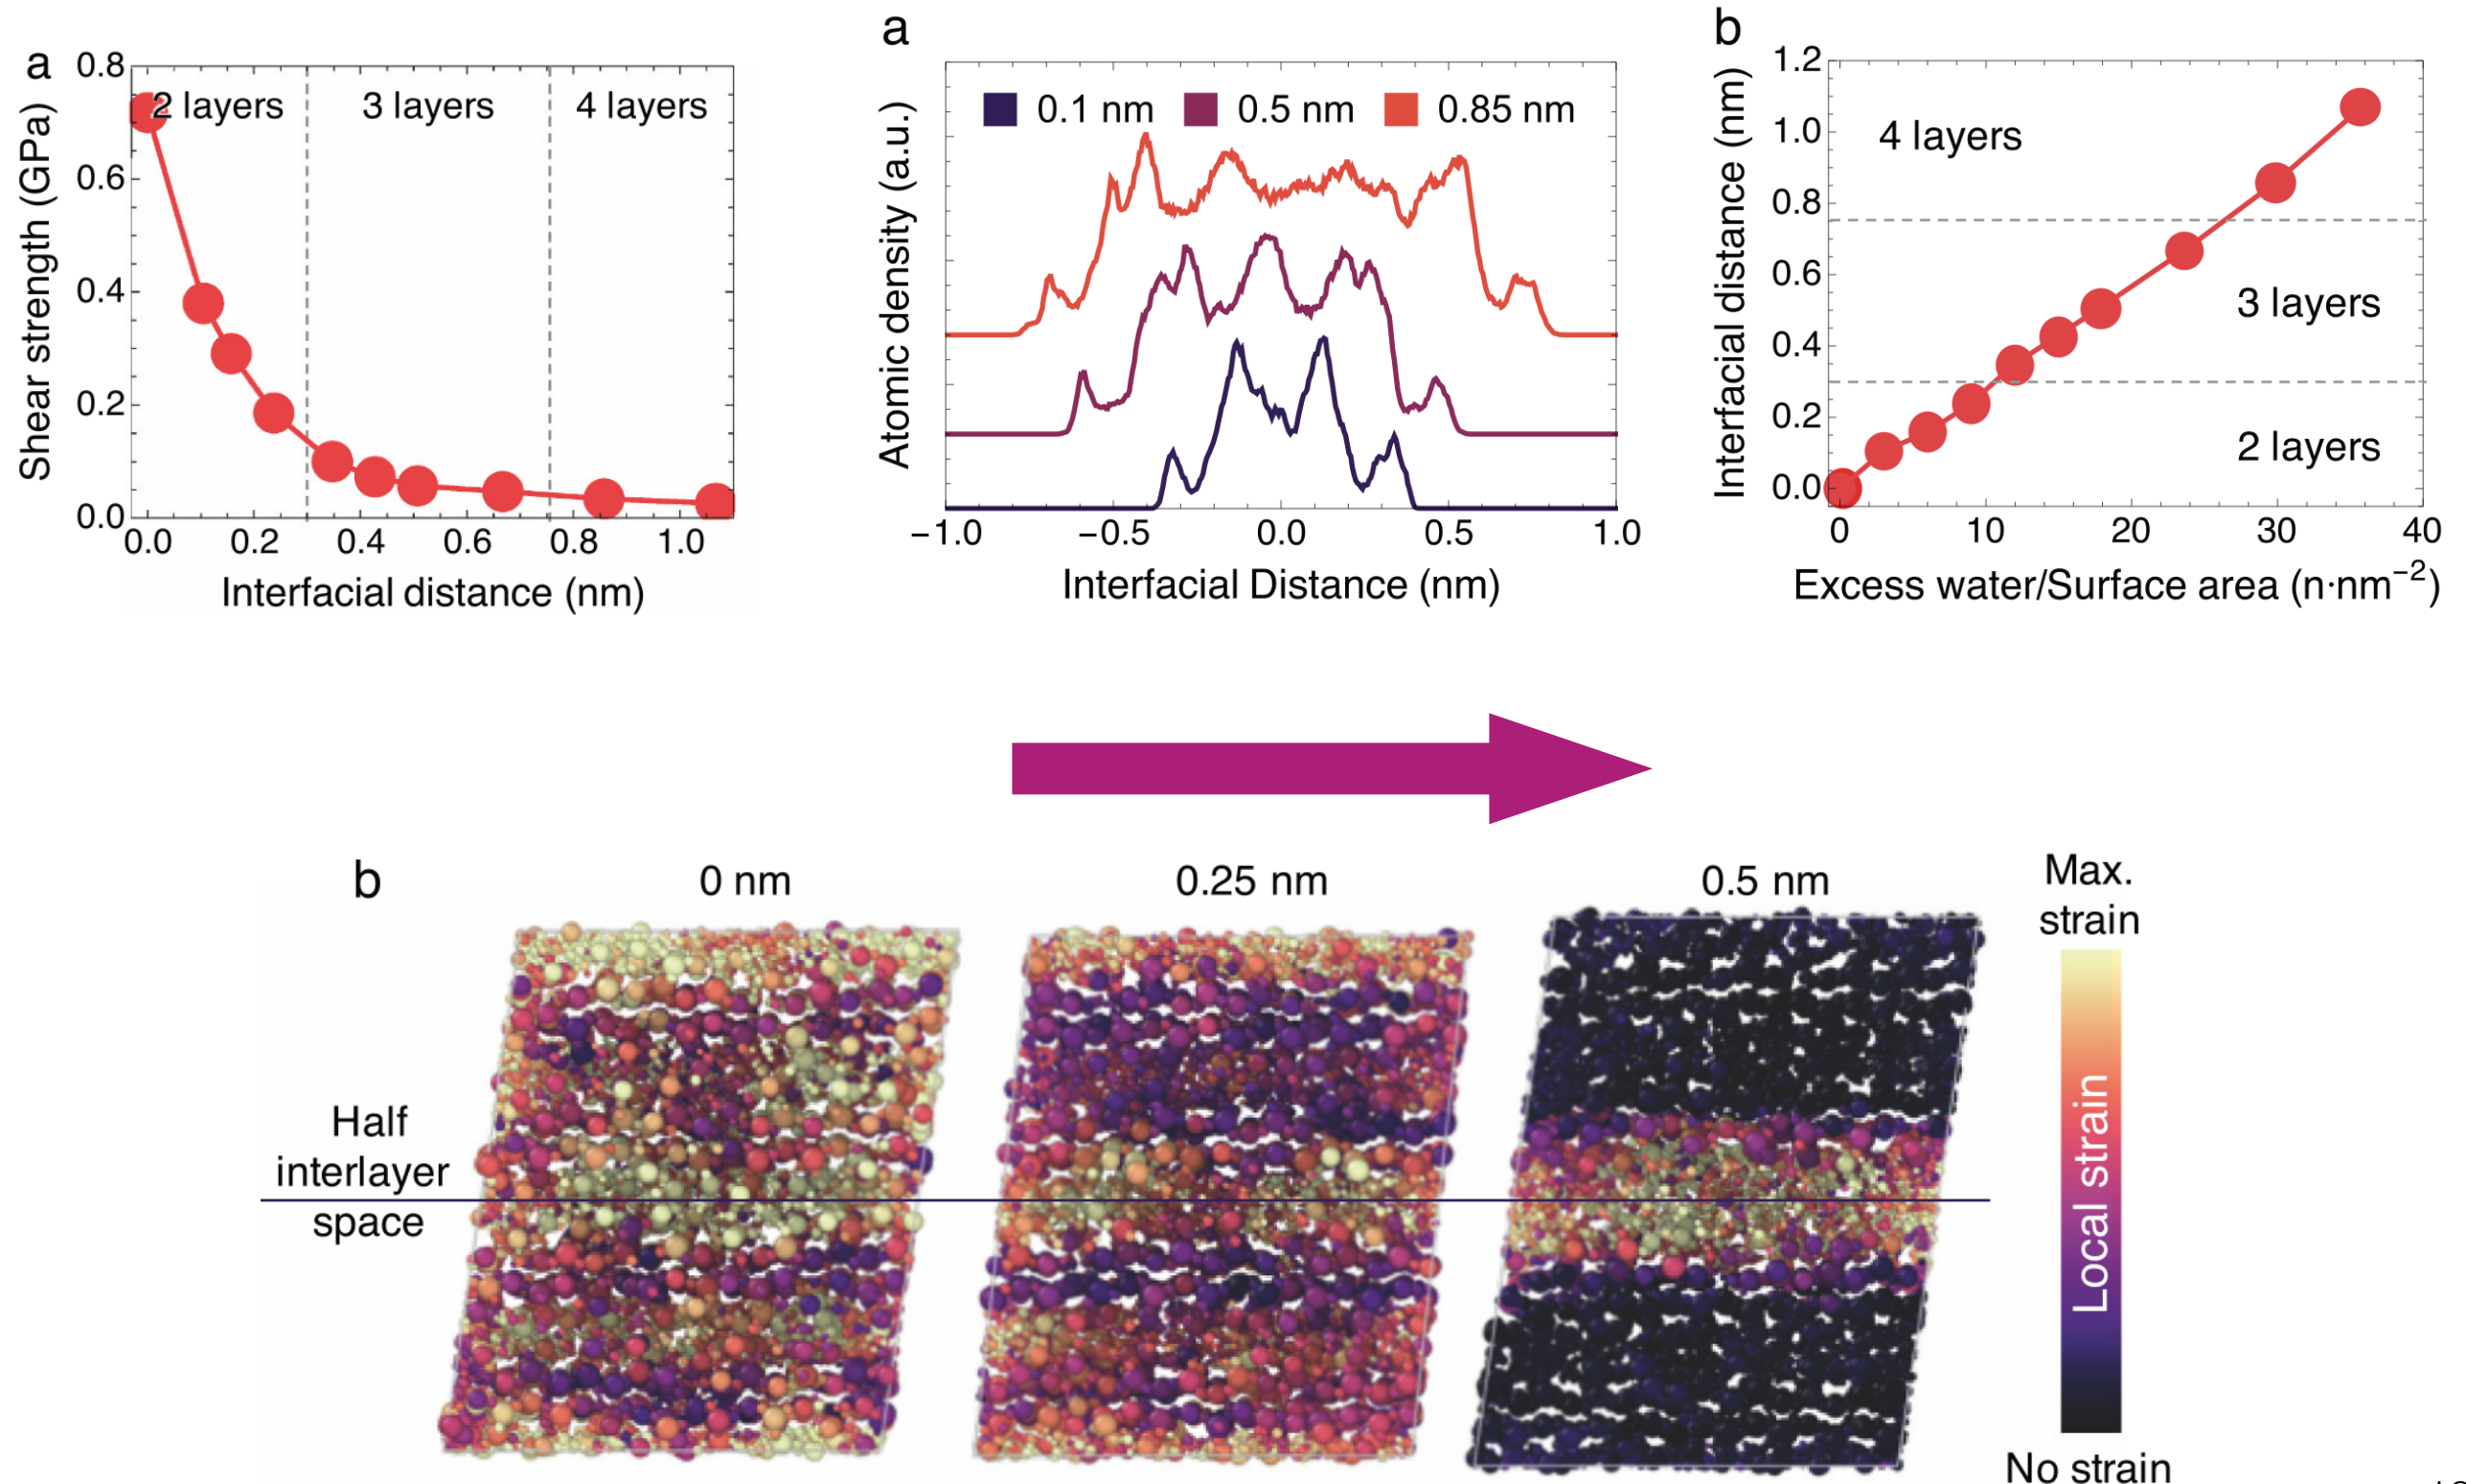 a
0.8
0.6
0.4
0.2
0.0
Shear strength (GPa)
2 layers
3 layers
4 layers
0.0 0.2 0.4 0.6 0.8 1.0
Interfacial distance (nm)
a
Atomic density (a.u.)
0.1 nm 0.5 nm 0.85 nm
−1.0 −0.5 0.0 0.5 1.0
Interfacial Distance (nm)
b
1.2
1.0
0.8
0.6
0.4
0.2
0.0
Interfacial distance (nm)
4 layers
3 layers
2 layers
0 10 20 30 40
Excess water/Surface area (n·nm⁻²)
b
0 nm
0.25 nm
0.5 nm
Half
interlayer
space
Max.
strain
Local strain
No strain